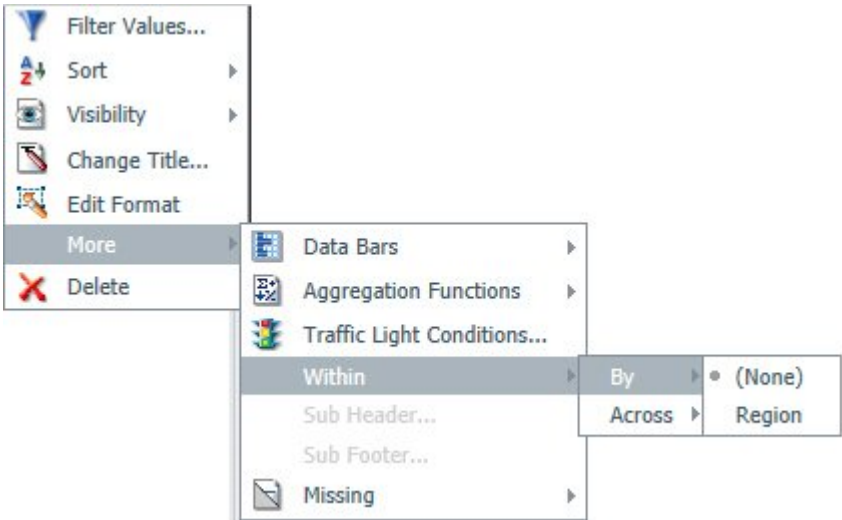 Filter Values...
Sort
Visibility
Change Title...
Edit Format
More
Delete
Data Bars
Aggregation Functions
Traffic Light Conditions...
Within
Sub Header...
Sub Footer...
Missing
By
Across
(None)
Region